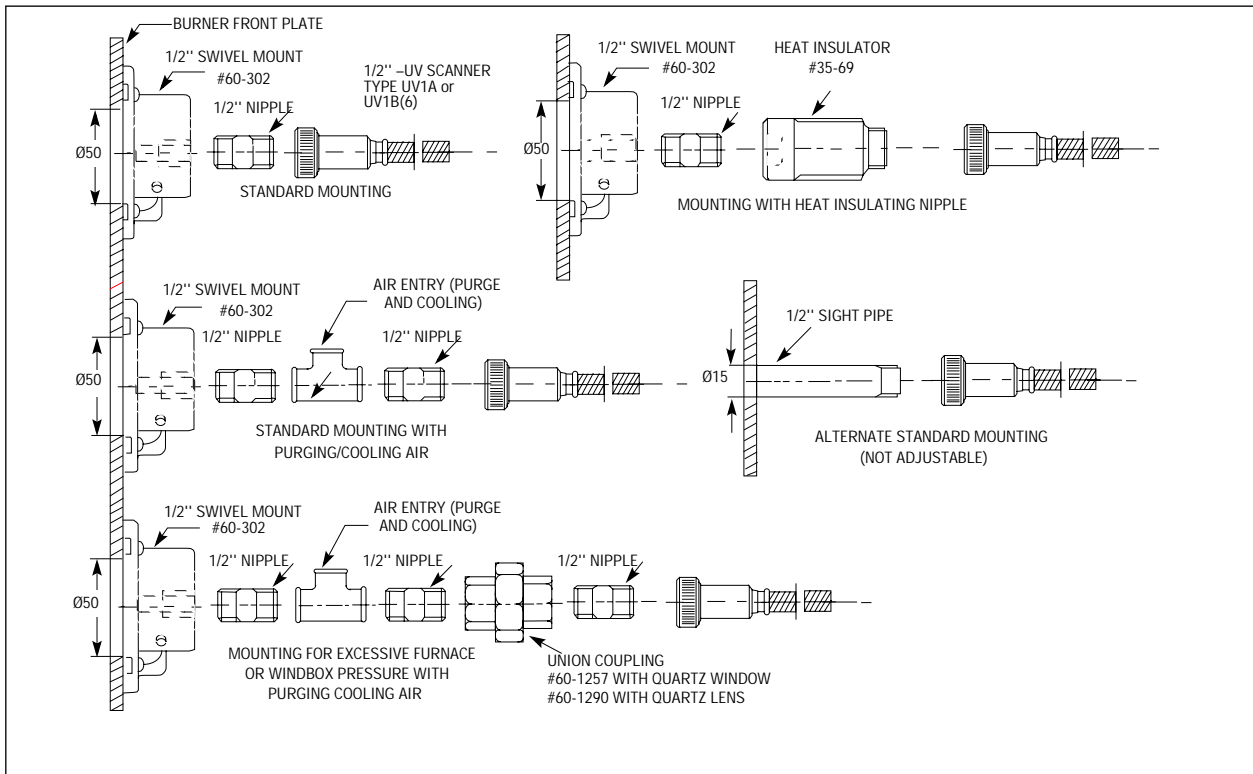 BURNER FRONT PLATE
1/2'' SWIVEL MOUNT
#60-302
1/2'' NIPPLE
1/2'' –UV SCANNER
TYPE UV1A or
UV1B(6)
Ø50
STANDARD MOUNTING
1/2'' SWIVEL MOUNT
#60-302
1/2'' NIPPLE
HEAT INSULATOR
#35-69
Ø50
MOUNTING WITH HEAT INSULATING NIPPLE
1/2'' SWIVEL MOUNT
#60-302
1/2'' NIPPLE
AIR ENTRY (PURGE
AND COOLING)
1/2'' NIPPLE
Ø50
STANDARD MOUNTING WITH
PURGING/COOLING AIR
1/2'' SIGHT PIPE
Ø15
ALTERNATE STANDARD MOUNTING
(NOT ADJUSTABLE)
1/2'' SWIVEL MOUNT
#60-302
1/2'' NIPPLE
AIR ENTRY (PURGE
AND COOLING)
1/2'' NIPPLE
1/2'' NIPPLE
Ø50
MOUNTING FOR EXCESSIVE FURNACE
OR WINDBOX PRESSURE WITH
PURGING COOLING AIR
UNION COUPLING
#60-1257 WITH QUARTZ WINDOW
#60-1290 WITH QUARTZ LENS